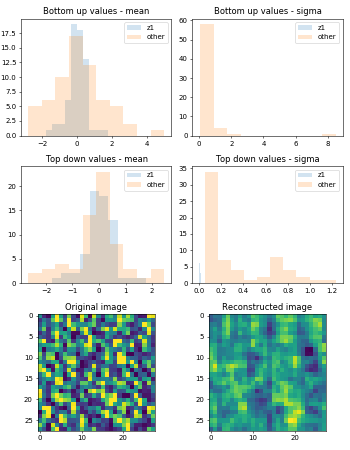 Bottom up values - mean
17.5
15.0
12.5
10.0
7.5
5.0
2.5
0.0
−2 0 2 4
z1
other
Bottom up values - sigma
60
50
40
30
20
10
0
0 2 4 6 8
z1
other
Top down values - mean
20
15
10
5
0
−2 −1 0 1 2
z1
other
Top down values - sigma
35
30
25
20
15
10
5
0
0.0 0.2 0.4 0.6 0.8 1.0 1.2
z1
other
Original image
0
5
10
15
20
25
0 10 20
Reconstructed image
0
5
10
15
20
25
0 10 20